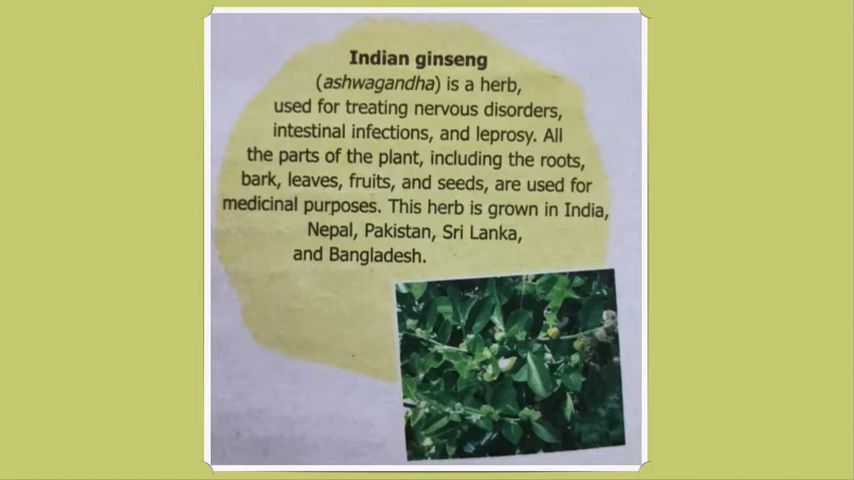 Indian ginseng
(ashwagandha) is a herb,
used for treating nervous disorders,
intestinal infections, and leprosy. All
the parts of the plant, including the roots,
bark, leaves, fruits, and seeds, are used for
medicinal purposes. This herb is grown in India,
Nepal, Pakistan, Sri Lanka,
and Bangladesh.